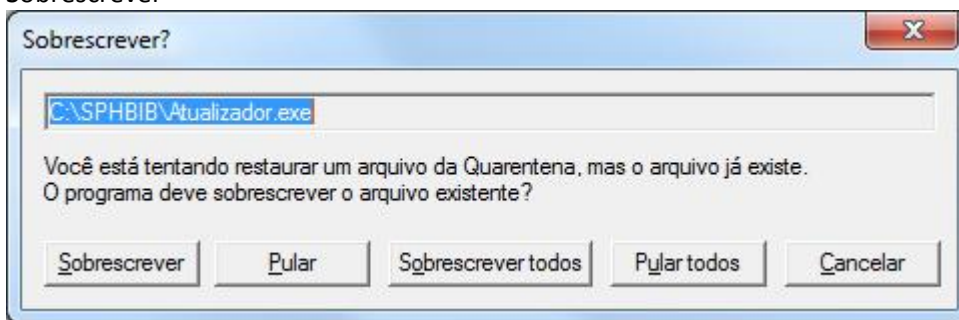 Sobrescrever?
C:\SPHBIB\Atualizador.exe
Você está tentando restaurar um arquivo da Quarentena, mas o arquivo já existe.
O programa deve sobrescrever o arquivo existente?
Sobrescrever Pular Sobrescrever todos Pular todos Cancelar